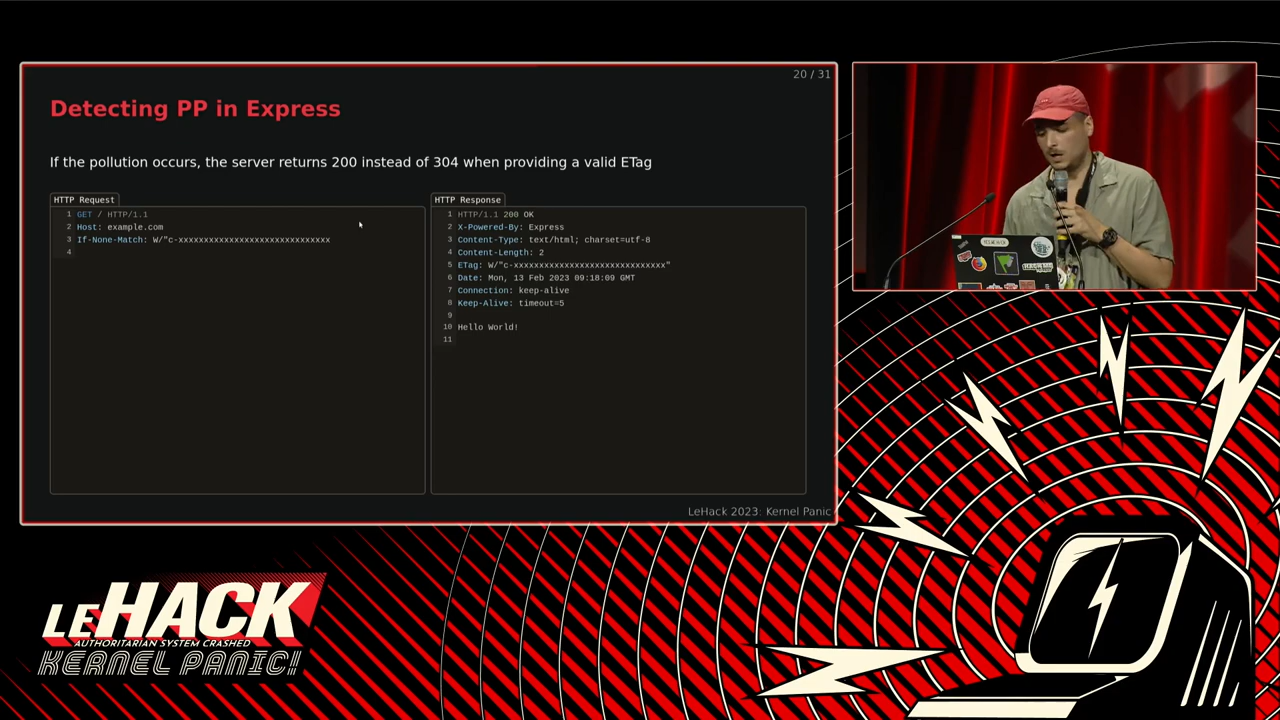 20 / 31
Detecting PP in Express
If the pollution occurs, the server returns 200 instead of 304 when providing a valid ETag
HTTP Request
1 GET / HTTP/1.1
2 Host: example.com
3 If-None-Match: W/"c-xxxxxxxxxxxxxxxxxxxxxxxxxxxxxx
4
HTTP Response
1 HTTP/1.1 200 OK
2 X-Powered-By: Express
3 Content-Type: text/html; charset=utf-8
4 Content-Length: 2
5 ETag: W/"c-xxxxxxxxxxxxxxxxxxxxxxxxxxxxxx"
6 Date: Mon, 13 Feb 2023 09:18:09 GMT
7 Connection: keep-alive
8 Keep-Alive: timeout=5
9
10 Hello World!
11
LeHack 2023: Kernel Panic
LEHACK
AUTHORITARIAN SYSTEM CRASHED
KERNEL PANIC!